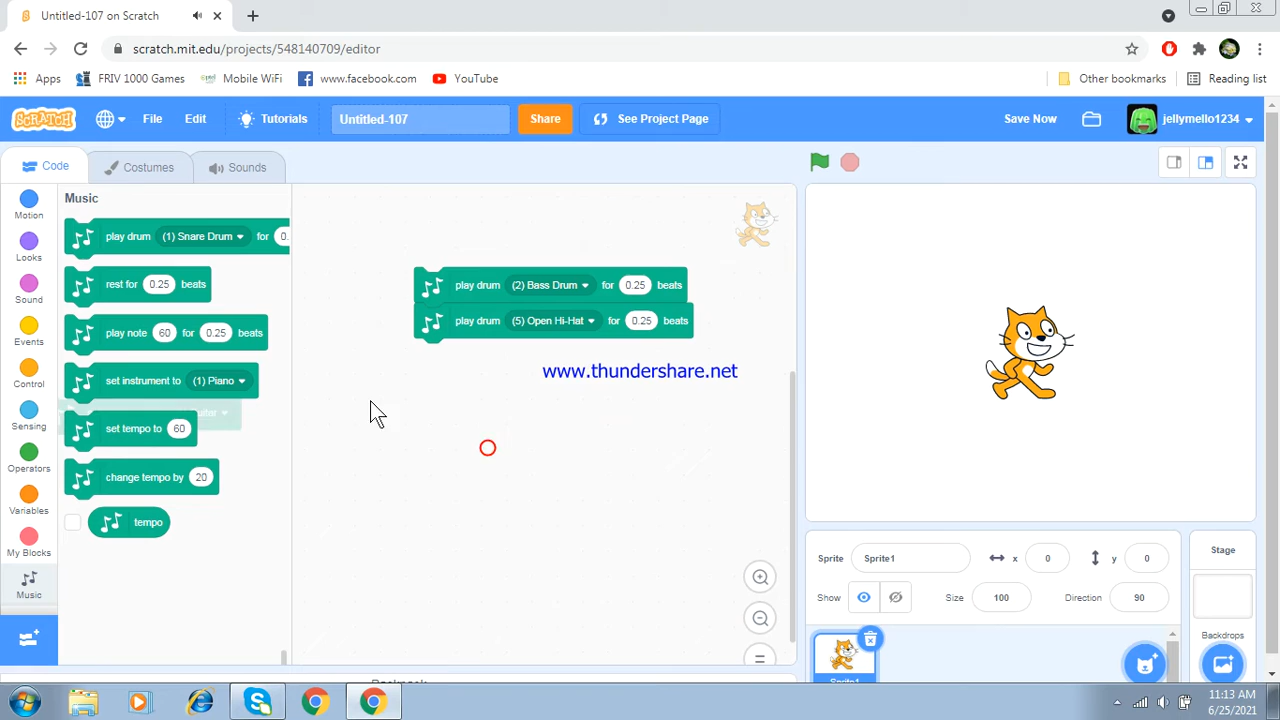 Untitled-107 on Scratch
scratch.mit.edu/projects/548140709/editor
Apps FRIV 1000 Games Mobile WiFi www.facebook.com YouTube Other bookmarks Reading list
SCRATCH File Edit Tutorials Untitled-107 Share See Project Page Save Now jellymello1234
Code Costumes Sounds
Motion
Looks
Sound
Events
Control
Sensing
Operators
Variables
My Blocks
Music
Music
play drum (1) Snare Drum for 0.
rest for 0.25 beats
play note 60 for 0.25 beats
set instrument to (1) Piano
set tempo to 60
change tempo by 20
tempo
play drum (2) Bass Drum for 0.25 beats
play drum (5) Open Hi-Hat for 0.25 beats
www.thundershare.net
Sprite Sprite1 x 0 y 0
Show Size 100 Direction 90
Stage
Backdrops
11:13 AM
6/25/2021